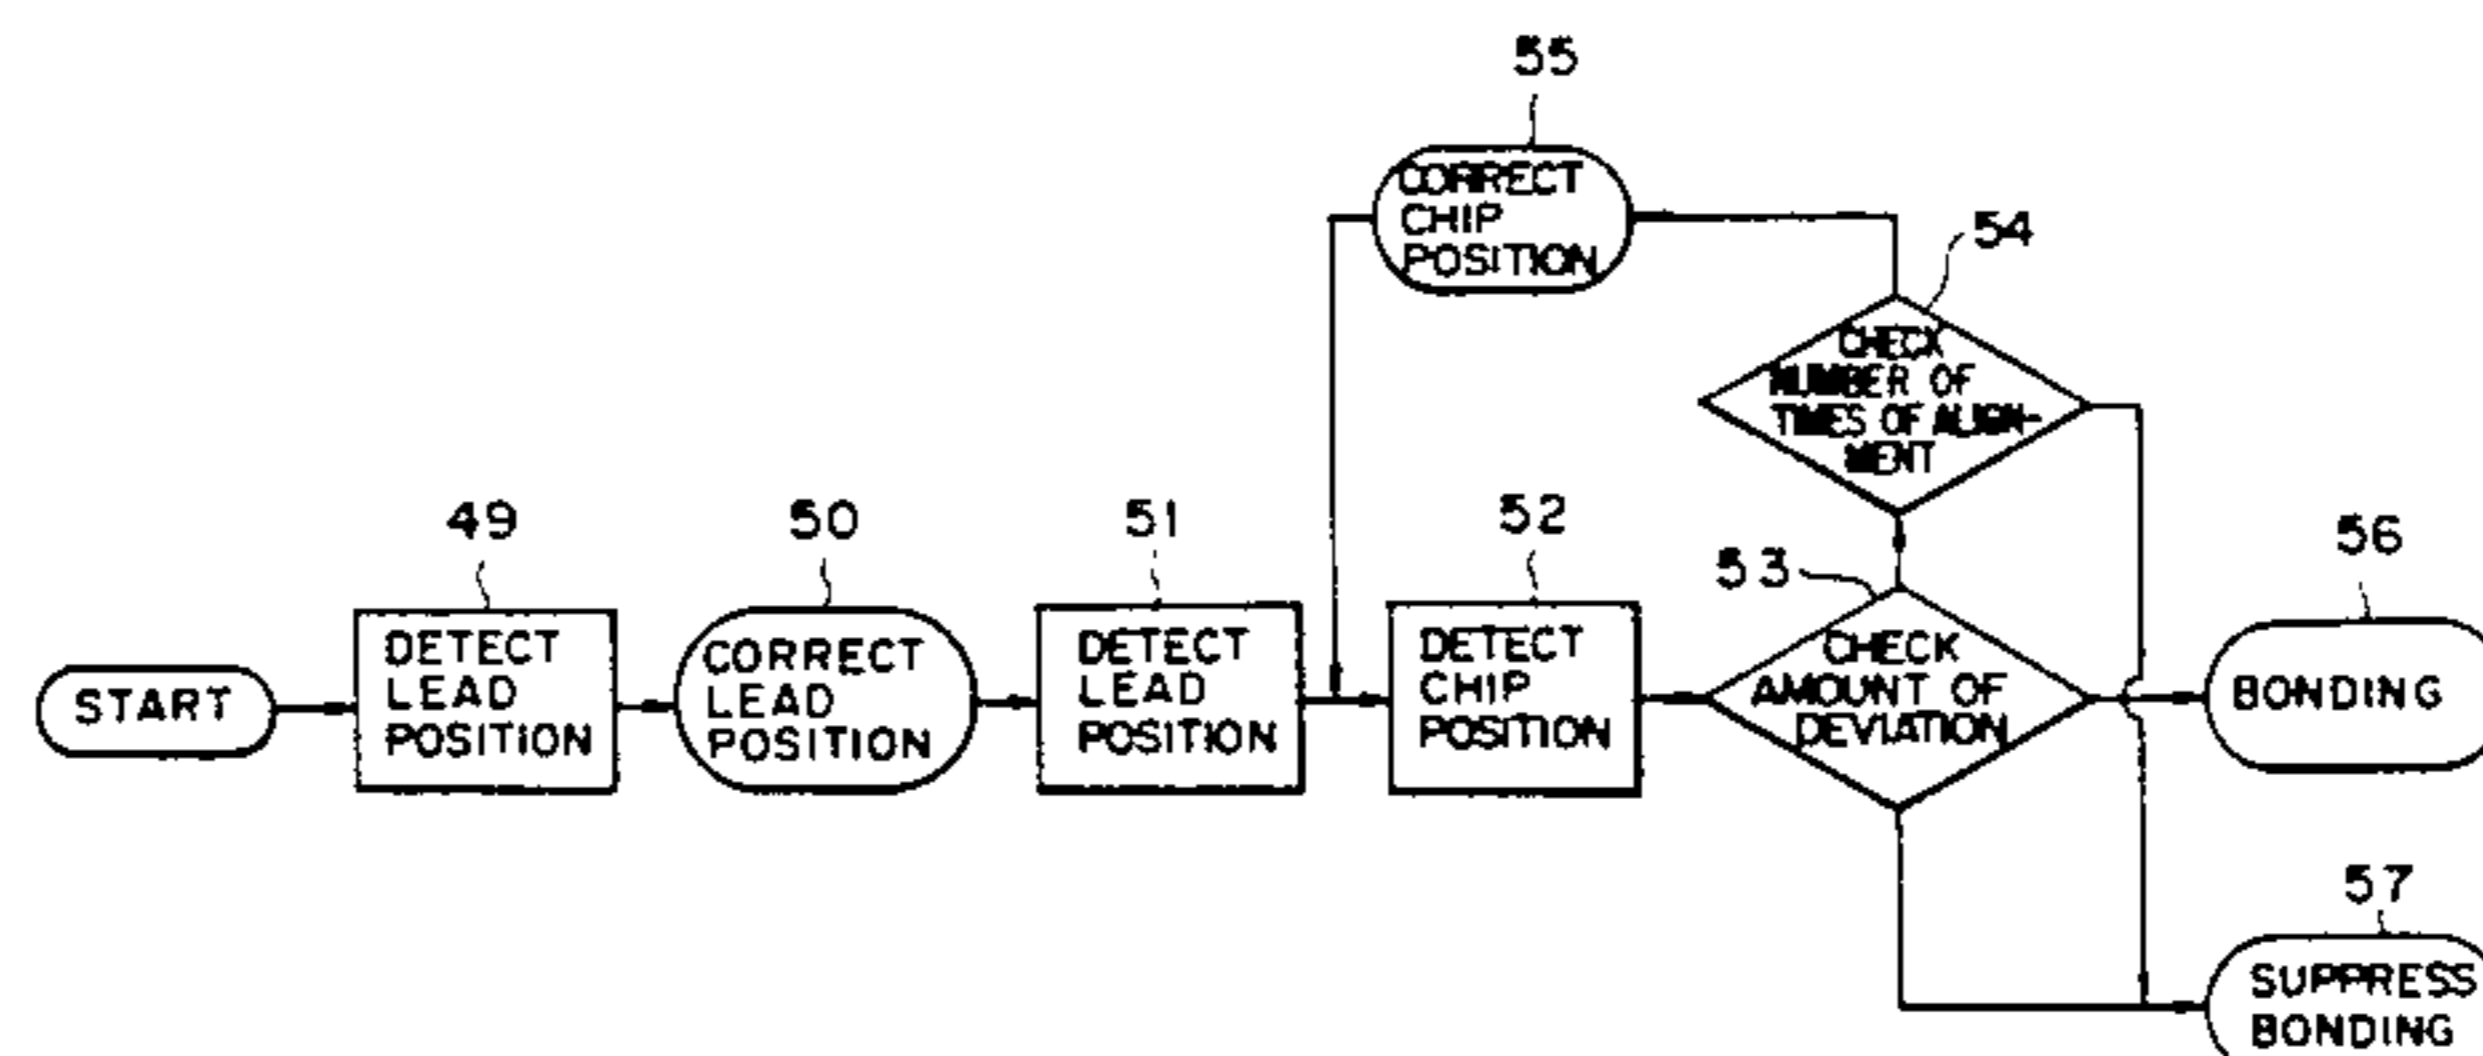 55
CORRECT
CHIP
POSITION
54
CHECK
NUMBER OF
TIMES OF ALIGN-
MENT
49
50
51
52
53
56
START
DETECT
LEAD
POSITION
CORRECT
LEAD
POSITION
DETECT
LEAD
POSITION
DETECT
CHIP
POSITION
CHECK
AMOUNT OF
DEVIATION
BONDING
57
SUPPRESS
BONDING